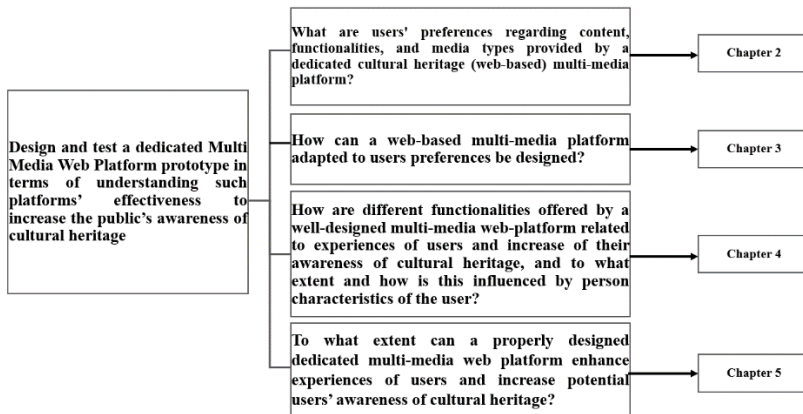 Design and test a dedicated Multi
Media Web Platform prototype in
terms of understanding such
platforms' effectiveness to
increase the public's awareness of
cultural heritage
What are users' preferences regarding content,
functionalities, and media types provided by a
dedicated cultural heritage (web-based) multi-media
platform?
Chapter 2
How can a web-based multi-media platform
adapted to users preferences be designed?
Chapter 3
How are different functionalities offered by a
well-designed multi-media web-platform related
to experiences of users and increase of their
awareness of cultural heritage, and to what
extent and how is this influenced by person
characteristics of the user?
Chapter 4
To what extent can a properly designed
dedicated multi-media web platform enhance
experiences of users and increase potential
users' awareness of cultural heritage?
Chapter 5